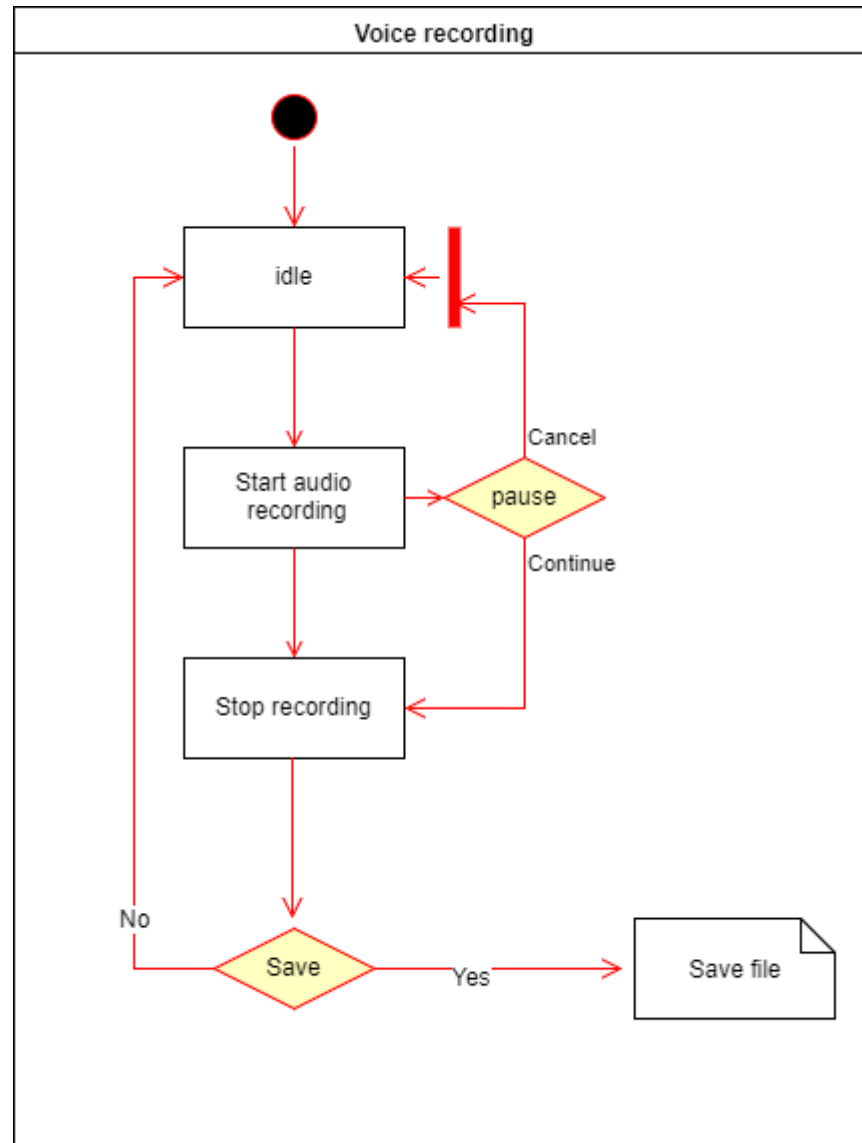 Voice recording
idle
Cancel
Start audio
recording
pause
Continue
Stop recording
No
Save
Yes
Save file